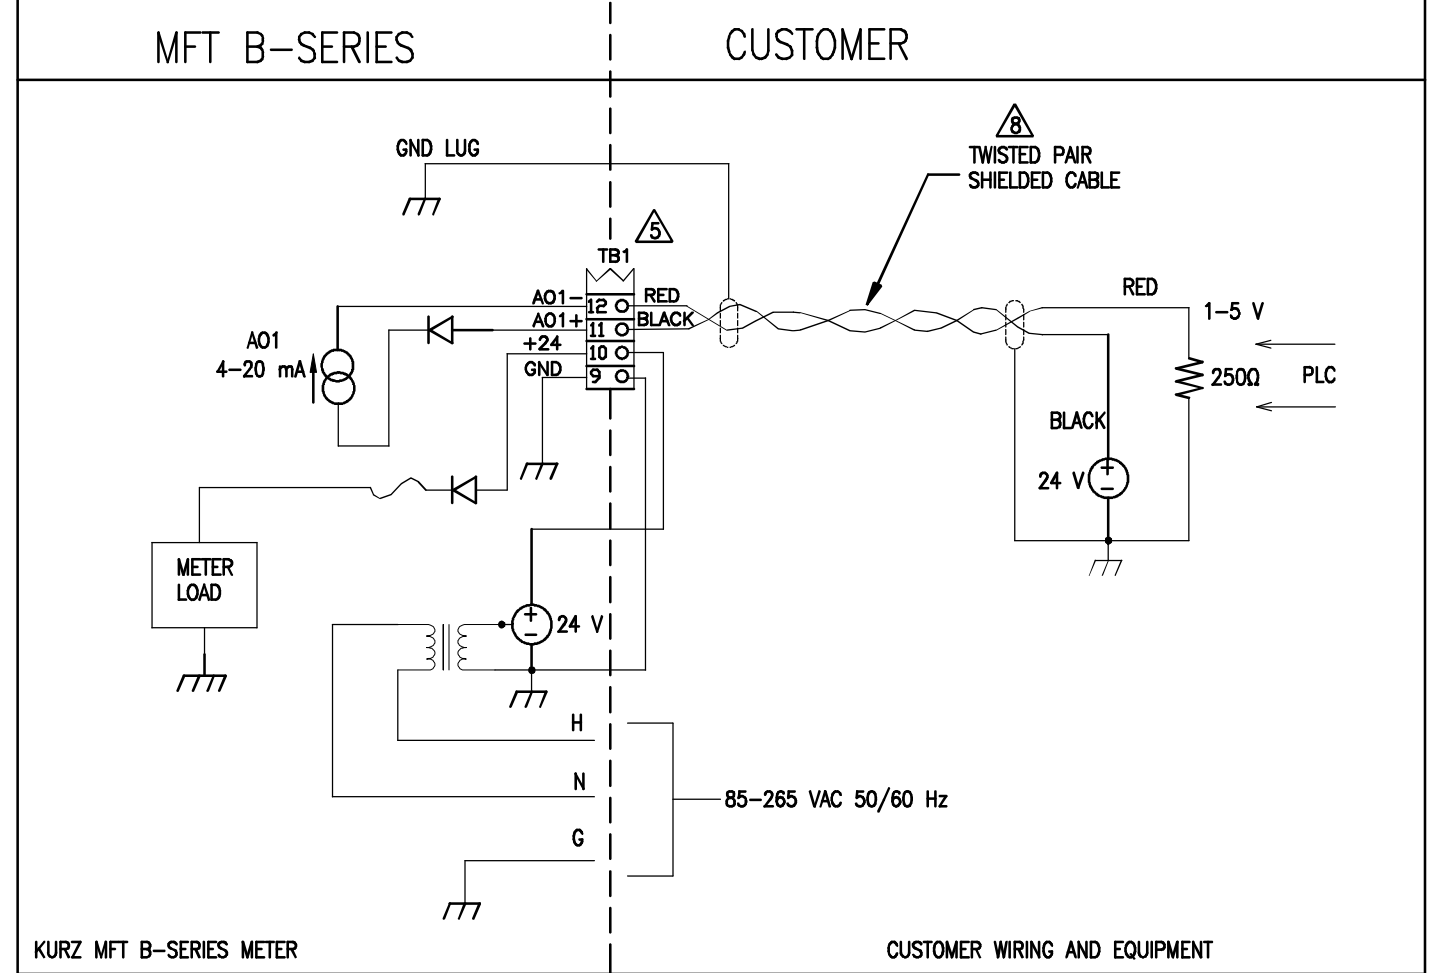 MFT B-SERIES
CUSTOMER
8
GND LUG
TWISTED PAIR
SHIELDED CABLE
5
TB1
RED
AO1-
12
RED
1-5 V
AO1+
11
BLACK
AO1
+24
10
4-20 mA
GND
9
250Ω
PLC
BLACK
24 V
+
-
METER
LOAD
+
-
24 V
H
N
85-265 VAC 50/60 Hz
G
KURZ MFT B-SERIES METER
CUSTOMER WIRING AND EQUIPMENT